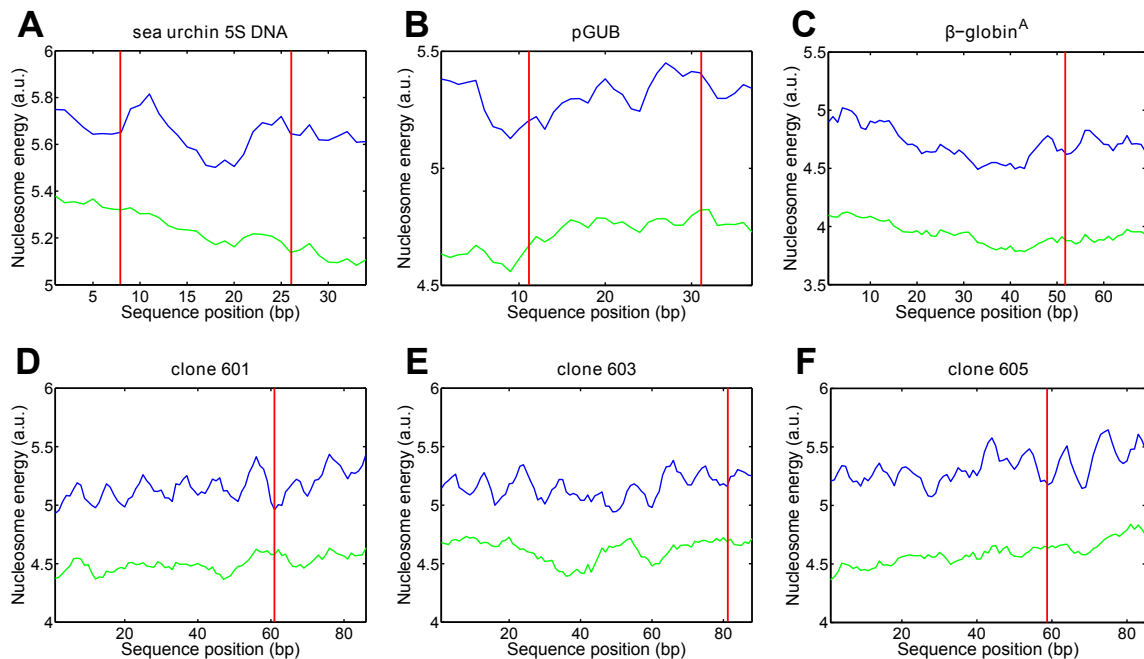 A
sea urchin 5S DNA
Nucleosome energy (a.u.)
6
5.8
5.6
5.4
5.2
5
5 10 15 20 25 30
Sequence position (bp)
B
pGUB
Nucleosome energy (a.u.)
5.5
5
4.5
10 20 30
Sequence position (bp)
C
β−globinᴬ
Nucleosome energy (a.u.)
5.5
5
4.5
4
3.5
10 20 30 40 50 60
Sequence position (bp)
D
clone 601
Nucleosome energy (a.u.)
6
5.5
5
4.5
4
20 40 60 80
Sequence position (bp)
E
clone 603
Nucleosome energy (a.u.)
6
5.5
5
4.5
4
20 40 60 80
Sequence position (bp)
F
clone 605
Nucleosome energy (a.u.)
6
5.5
5
4.5
4
20 40 60 80
Sequence position (bp)